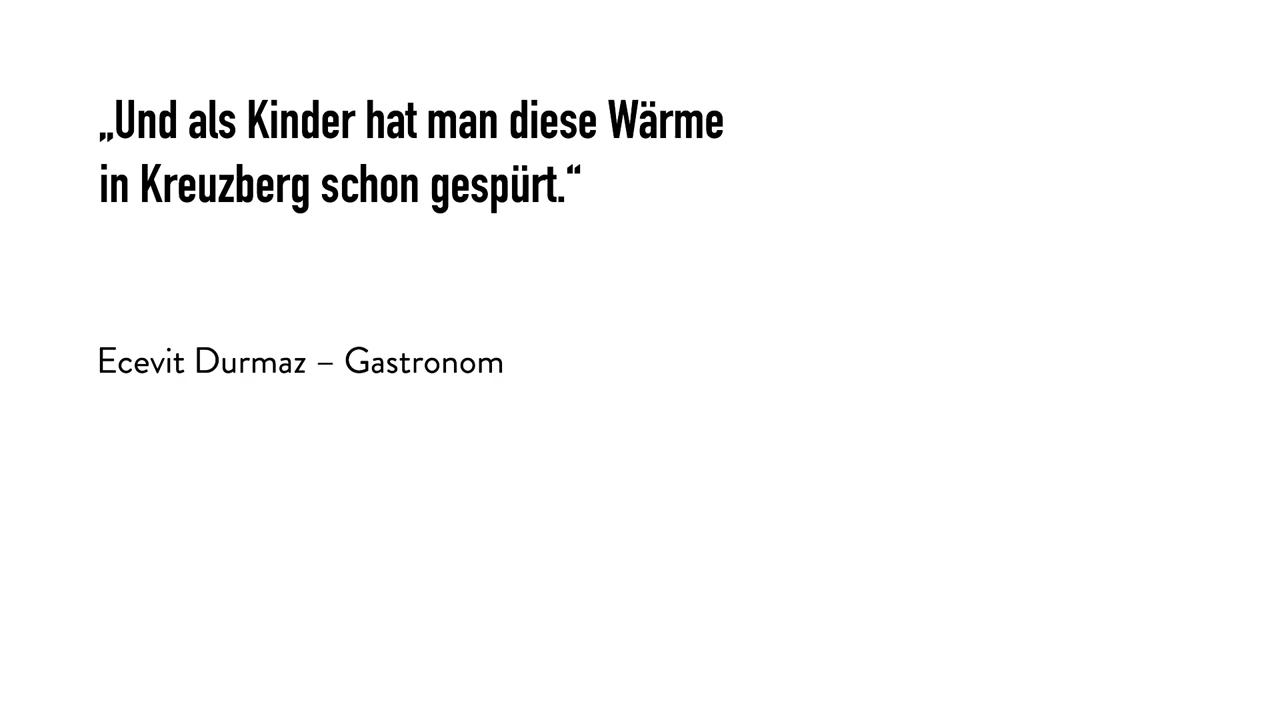 „Und als Kinder hat man diese Wärme
in Kreuzberg schon gespürt.“
Ecevit Durmaz – Gastronom